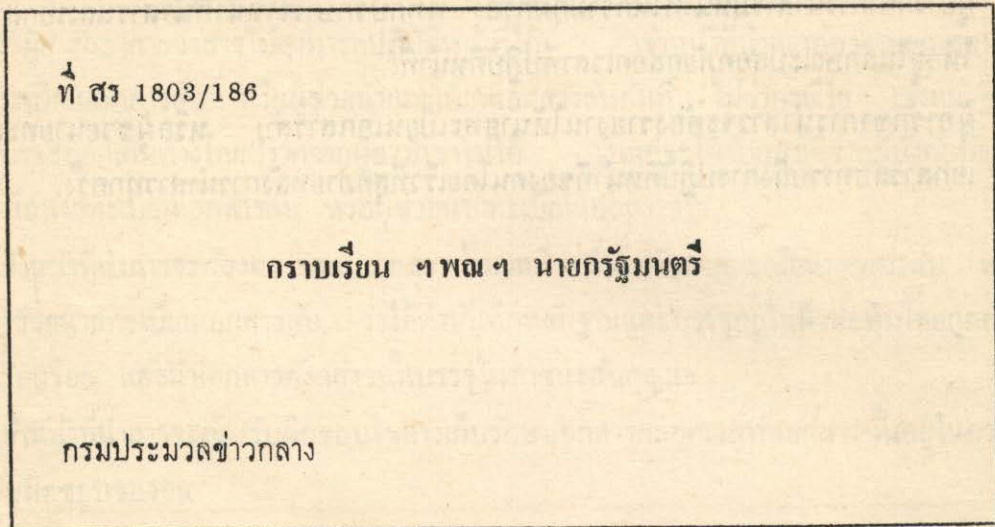 ที่ สร 1803/186
กราบเรียน ฯ พณ ฯ นายกรัฐมนตรี
กรมประมวลข่าวกลาง